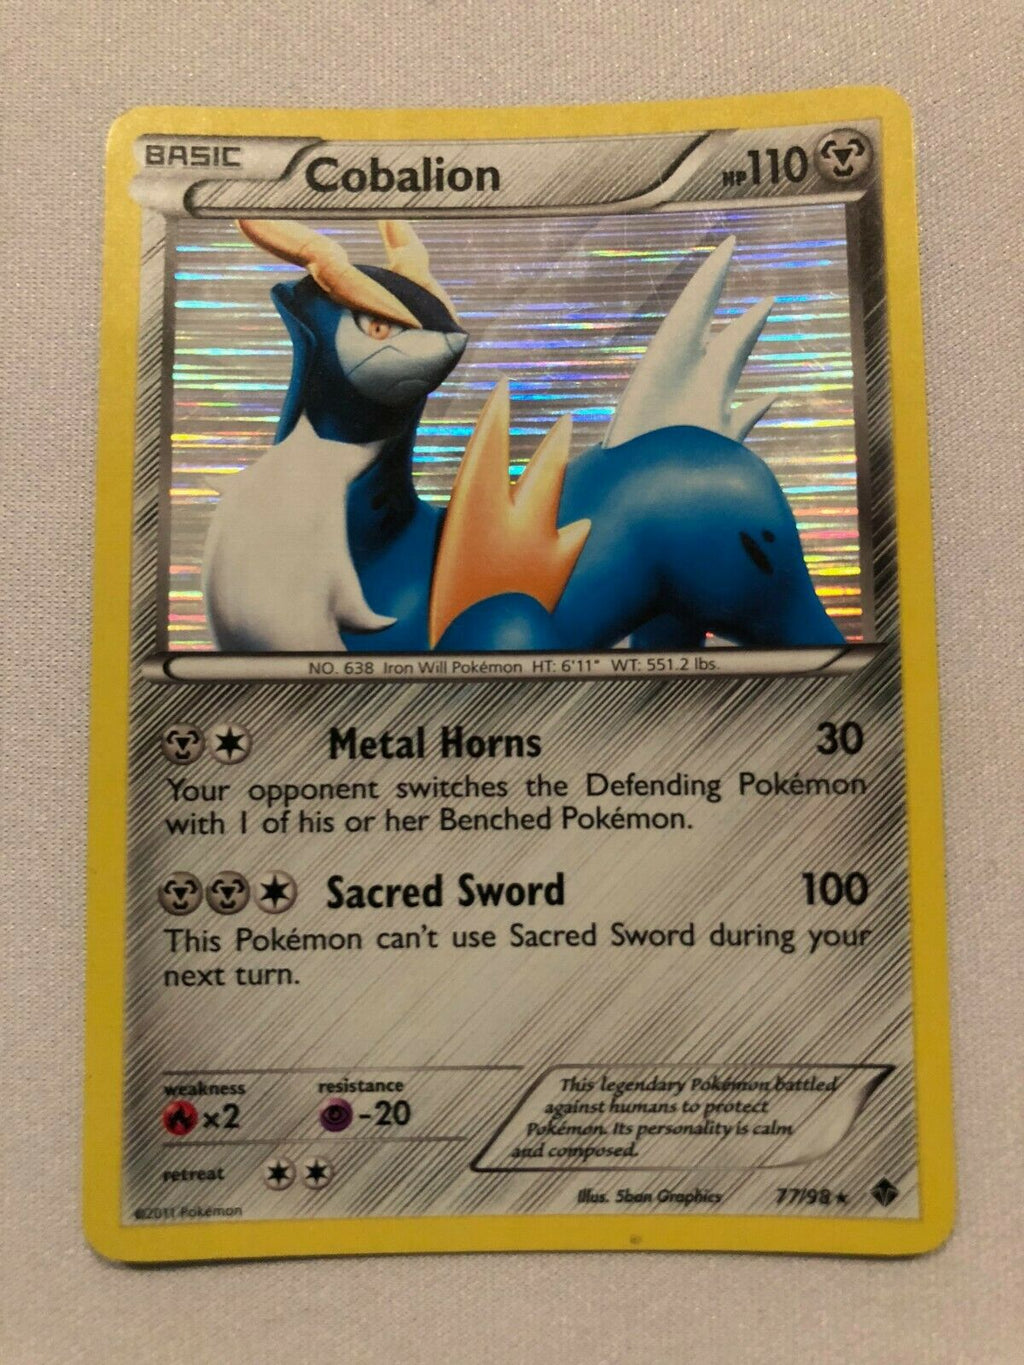 BASIC Cobalion HP110
NO. 638 Iron Will Pokémon HT: 6'11" WT: 551.2 lbs.
Metal Horns 30
Your opponent switches the Defending Pokémon
with 1 of his or her Benched Pokémon.
Sacred Sword 100
This Pokémon can't use Sacred Sword during your
next turn.
weakness resistance
×2 -20
retreat
This legendary Pokémon battled
against humans to protect
Pokémon. Its personality is calm
and composed.
Illus. 5ban Graphics 77/98 ★
©2011 Pokémon